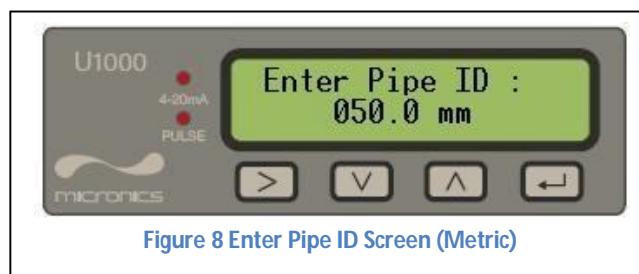 U1000
4-20mA
PULSE
Enter Pipe ID :
050.0 mm
micronics
>
Figure 8 Enter Pipe ID Screen (Metric)